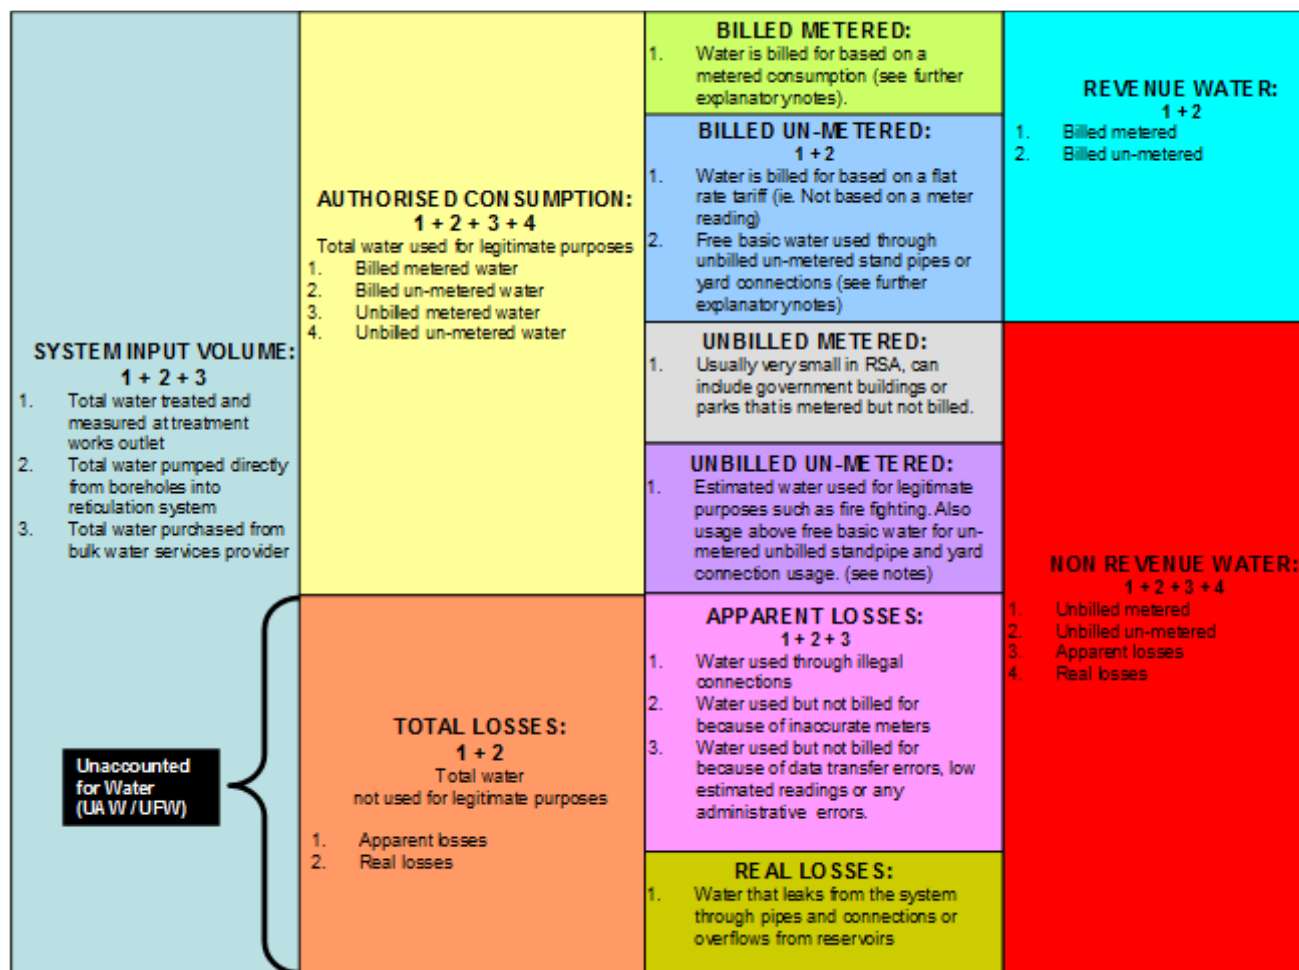 SYSTEM INPUT VOLUME:
1 + 2 + 3
1. Total water treated and
measured at treatment
works outlet
2. Total water pumped directly
from boreholes into
reticulation system
3. Total water purchased from
bulk water services provider
Unaccounted
for Water
(UAW / UFW)
AUTHORISED CONSUMPTION:
1 + 2 + 3 + 4
Total water used for legitimate purposes
1. Billed metered water
2. Billed un-metered water
3. Unbilled metered water
4. Unbilled un-metered water
TOTAL LOSSES:
1 + 2
Total water
not used for legitimate purposes
1. Apparent losses
2. Real losses
BILLED METERED:
1. Water is billed for based on a
metered consumption (see further
explanatorynotes).
BILLED UN-METERED:
1 + 2
1. Water is billed for based on a flat
rate tariff (ie. Not based on a meter
reading)
2. Free basic water used through
unbilled un-metered stand pipes or
yard connections (see further
explanatorynotes)
UNBILLED METERED:
1. Usually very small in RSA, can
include government buildings or
parks that is metered but not billed.
UNBILLED UN-METERED:
1. Estimated water used for legitimate
purposes such as fire fighting. Also
usage above free basic water for un-
metered unbilled standpipe and yard
connection usage. (see notes)
APPARENT LOSSES:
1 + 2 + 3
1. Water used through illegal
connections
2. Water used but not billed for
because of inaccurate meters
3. Water used but not billed for
because of data transfer errors, low
estimated readings or any
administrative errors.
REAL LOSSES:
1. Water that leaks from the system
through pipes and connections or
overflows from reservoirs
REVENUE WATER:
1 + 2
1. Billed metered
2. Billed un-metered
NON REVENUE WATER:
1 + 2 + 3 + 4
1. Unbilled metered
2. Unbilled un-metered
3. Apparent losses
4. Real losses